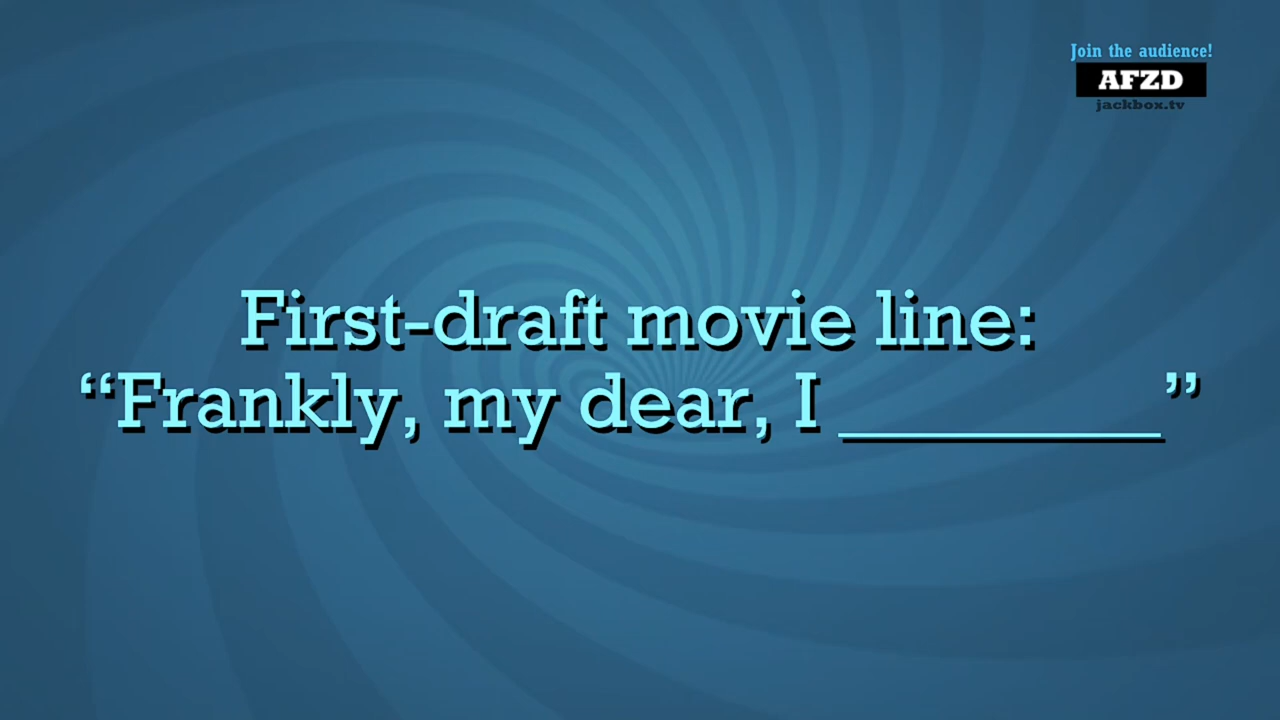 Join the audience!
AFZD
jackbox.tv
First-draft movie line:
“Frankly, my dear, I ________”